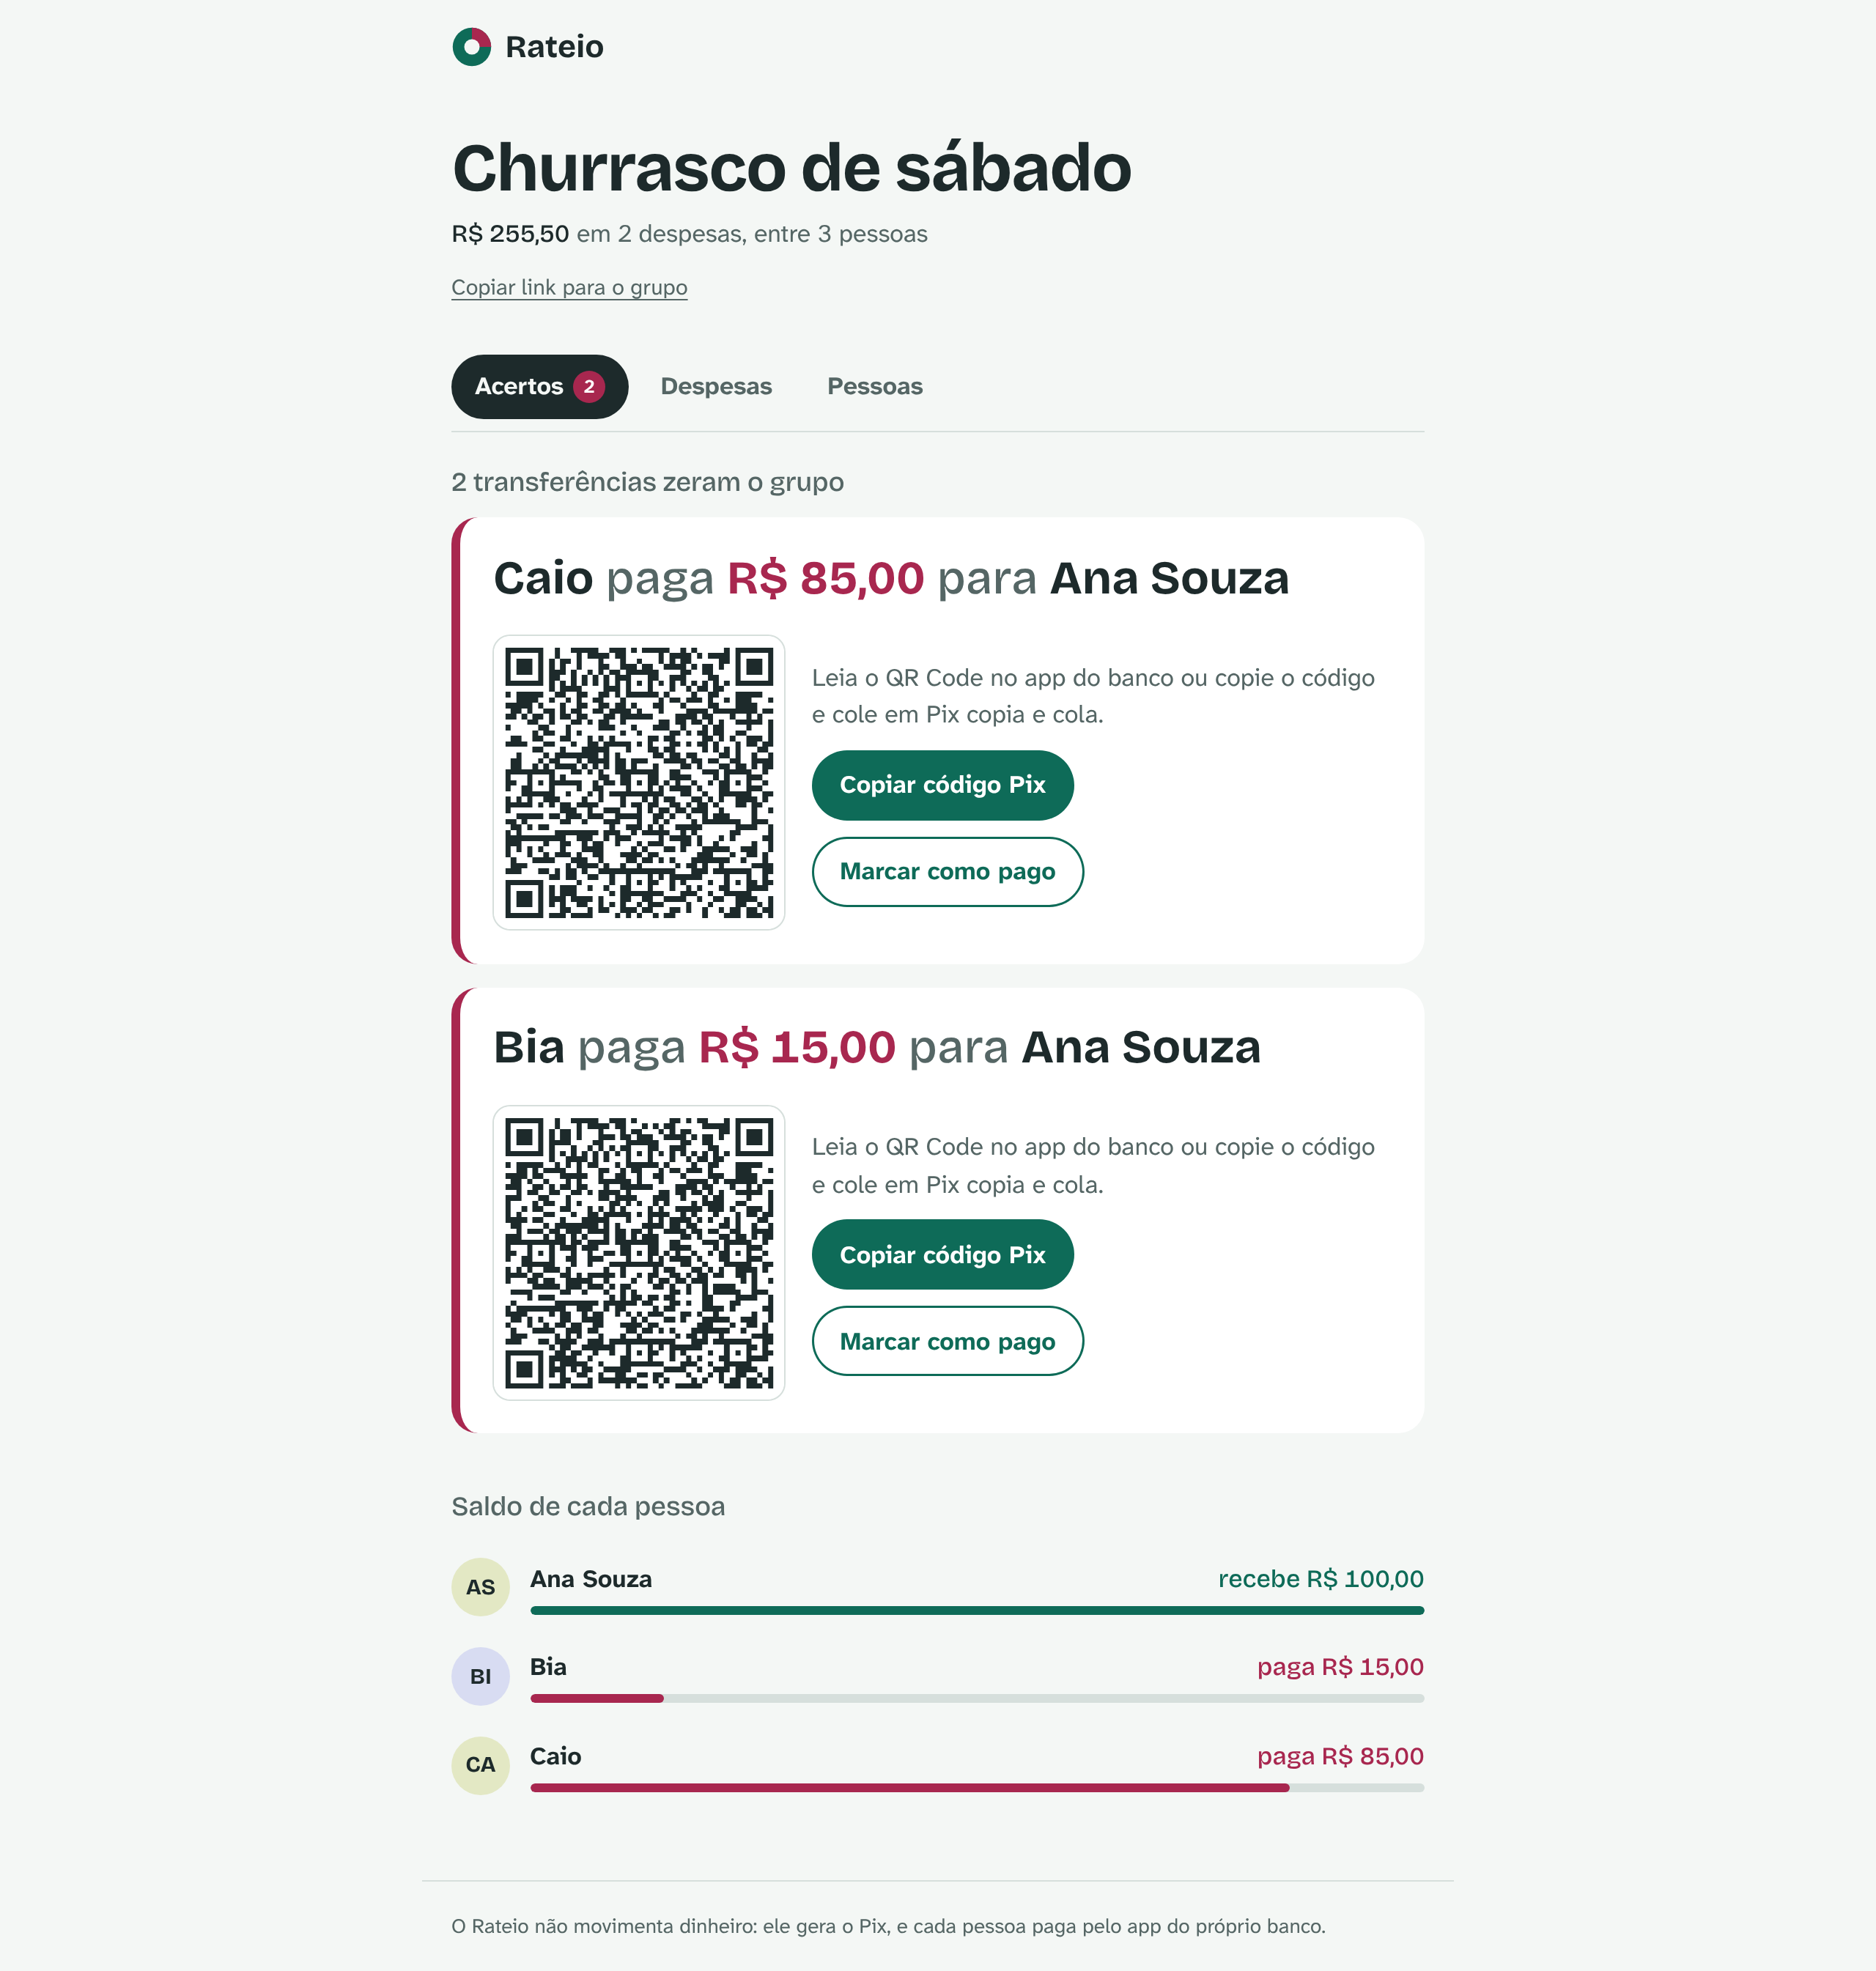 Rateio
Churrasco de sábado
R$ 255,50 em 2 despesas, entre 3 pessoas
Copiar link para o grupo
Acertos 2 Despesas Pessoas
2 transferências zeram o grupo
Caio paga R$ 85,00 para Ana Souza
Leia o QR Code no app do banco ou copie o código
e cole em Pix copia e cola.
Copiar código Pix
Marcar como pago
Bia paga R$ 15,00 para Ana Souza
Leia o QR Code no app do banco ou copie o código
e cole em Pix copia e cola.
Copiar código Pix
Marcar como pago
Saldo de cada pessoa
AS Ana Souza recebe R$ 100,00
BI Bia paga R$ 15,00
CA Caio paga R$ 85,00
O Rateio não movimenta dinheiro: ele gera o Pix, e cada pessoa paga pelo app do próprio banco.